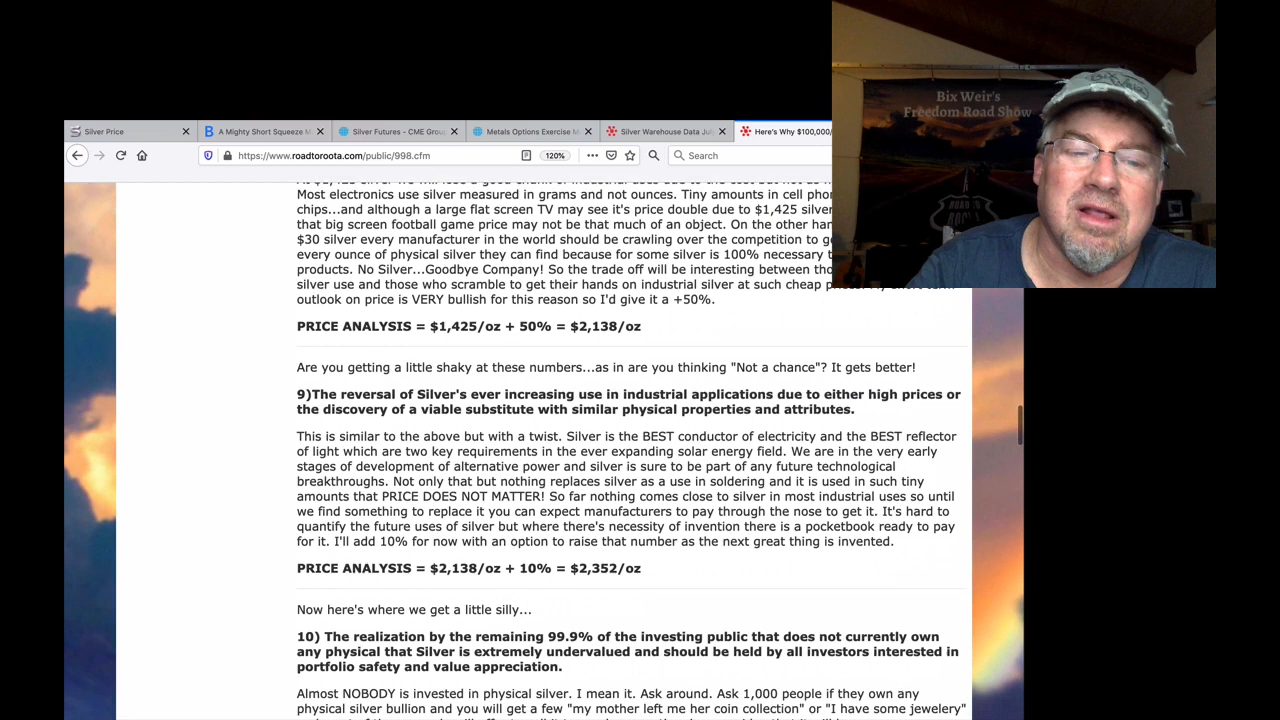 Bix Weir's
Freedom Road Show
Silver Price
A Mighty Short Squeeze M
Silver Futures - CME Grou
Metals Options Exercise M
Silver Warehouse Data Jul
Here's Why $100,000/
https://www.roadtoroota.com/public/998.cfm
120%
Search
Most electronics use silver measured in grams and not ounces. Tiny amounts in cell phon
chips...and although a large flat screen TV may see it's price double due to $1,425 silver
that big screen football game price may not be that much of an object. On the other han
$30 silver every manufacturer in the world should be crawling over the competition to ge
every ounce of physical silver they can find because for some silver is 100% necessary t
products. No Silver...Goodbye Company! So the trade off will be interesting between tho
silver use and those who scramble to get their hands on industrial silver at such cheap
outlook on price is VERY bullish for this reason so I'd give it a +50%.
PRICE ANALYSIS = $1,425/oz + 50% = $2,138/oz
Are you getting a little shaky at these numbers...as in are you thinking "Not a chance"? It gets better!
9)The reversal of Silver's ever increasing use in industrial applications due to either high prices or
the discovery of a viable substitute with similar physical properties and attributes.
This is similar to the above but with a twist. Silver is the BEST conductor of electricity and the BEST reflector
of light which are two key requirements in the ever expanding solar energy field. We are in the very early
stages of development of alternative power and silver is sure to be part of any future technological
breakthroughs. Not only that but nothing replaces silver as a use in soldering and it is used in such tiny
amounts that PRICE DOES NOT MATTER! So far nothing comes close to silver in most industrial uses so until
we find something to replace it you can expect manufacturers to pay through the nose to get it. It's hard to
quantify the future uses of silver but where there's necessity of invention there is a pocketbook ready to pay
for it. I'll add 10% for now with an option to raise that number as the next great thing is invented.
PRICE ANALYSIS = $2,138/oz + 10% = $2,352/oz
Now here's where we get a little silly...
10) The realization by the remaining 99.9% of the investing public that does not currently own
any physical that Silver is extremely undervalued and should be held by all investors interested in
portfolio safety and value appreciation.
Almost NOBODY is invested in physical silver. I mean it. Ask around. Ask 1,000 people if they own any
physical silver bullion and you will get a few "my mother left me her coin collection" or "I have some jewelery"